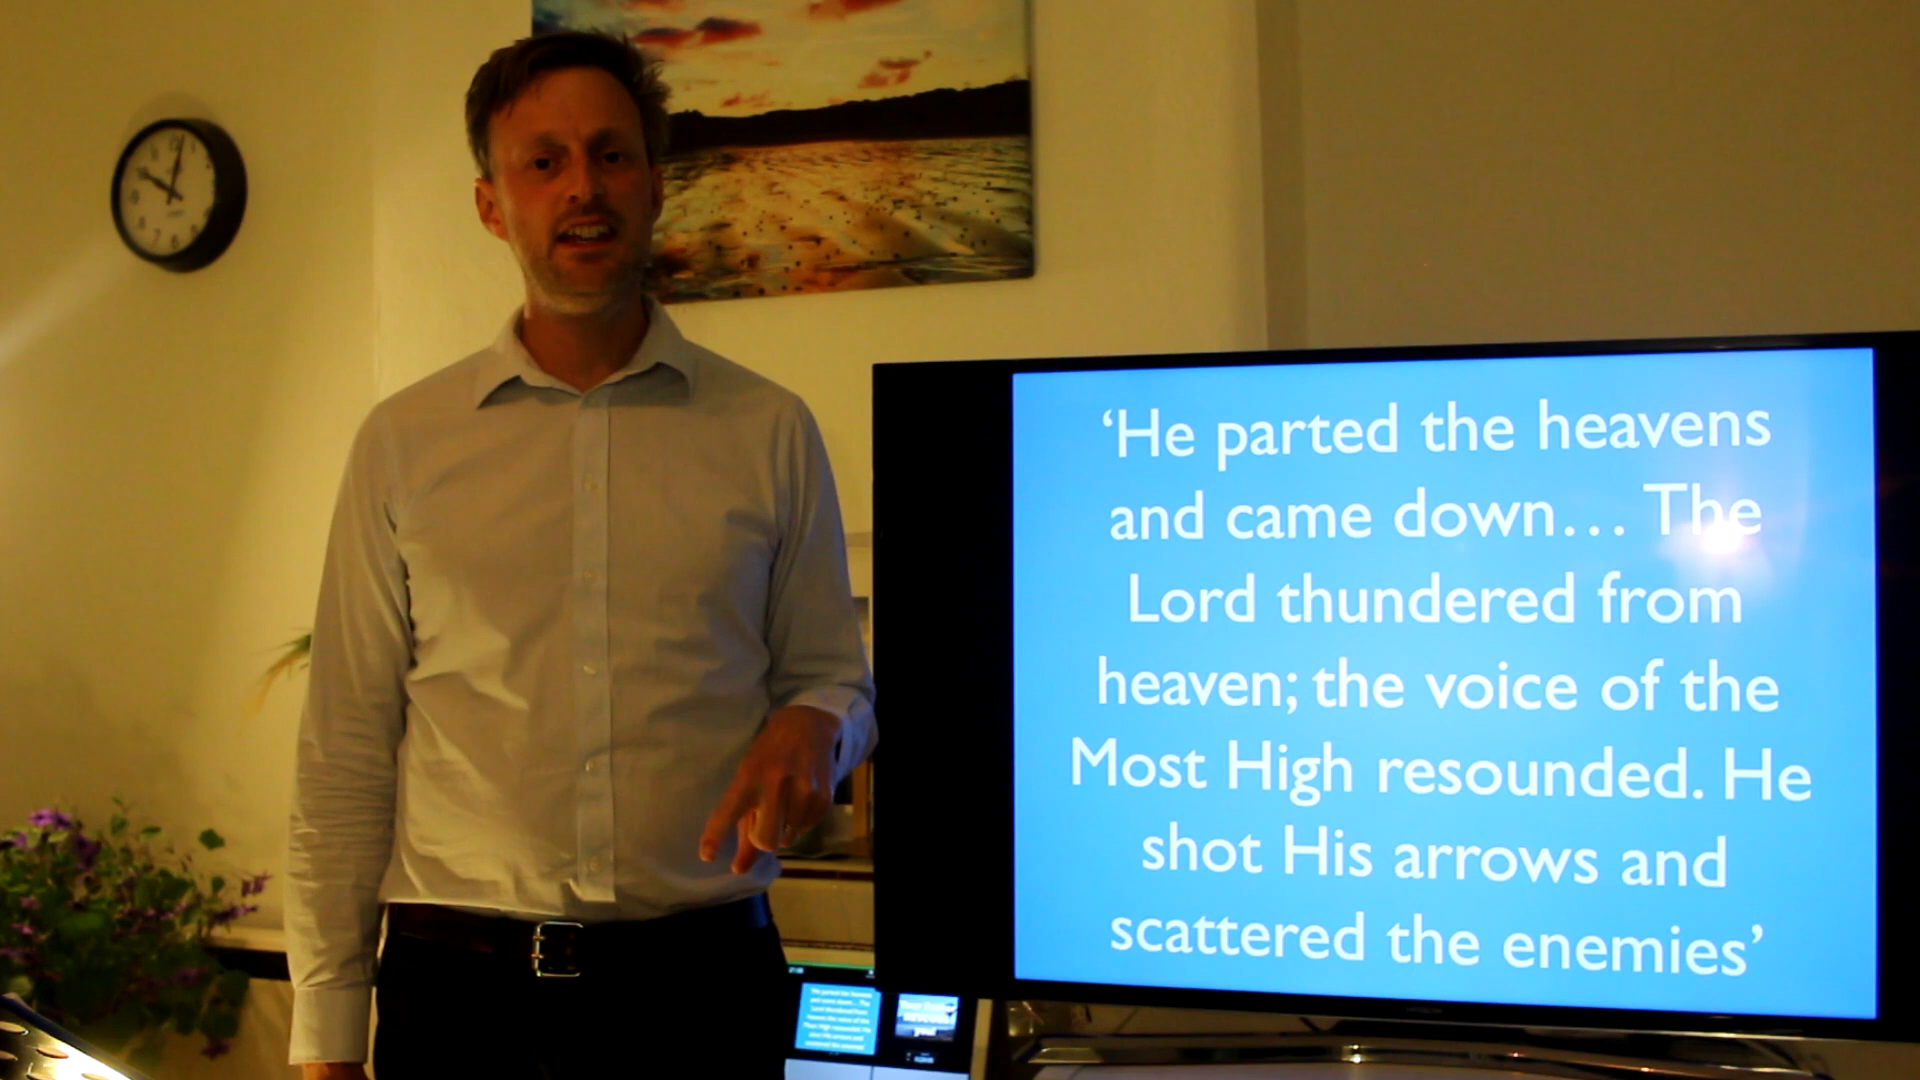 ‘He parted the heavens
and came down… The
Lord thundered from
heaven; the voice of the
Most High resounded. He
shot His arrows and
scattered the enemies’